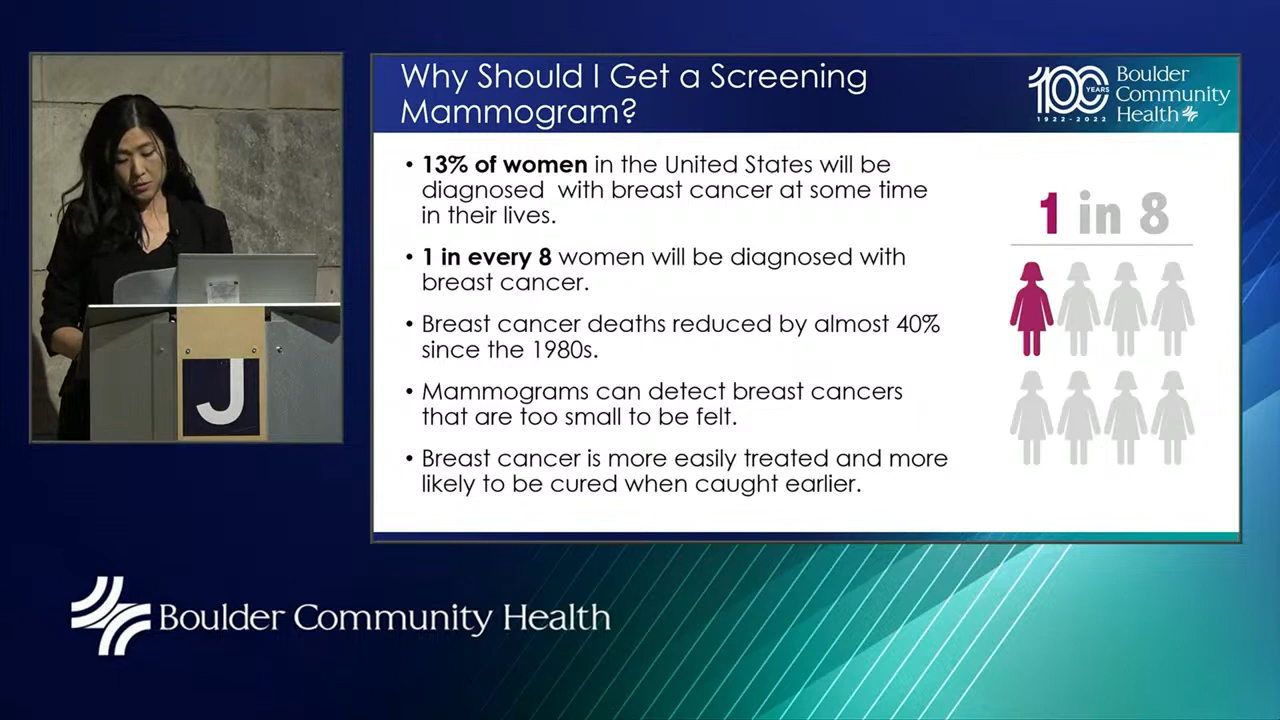 Why Should I Get a Screening
Mammogram?
100
YEARS
1922-2022
Boulder
Community
Health
• 13% of women in the United States will be
diagnosed  with breast cancer at some time
in their lives.
• 1 in every 8 women will be diagnosed with
breast cancer.
• Breast cancer deaths reduced by almost 40%
since the 1980s.
• Mammograms can detect breast cancers
that are too small to be felt.
• Breast cancer is more easily treated and more
likely to be cured when caught earlier.
1 in 8
J
Boulder Community Health